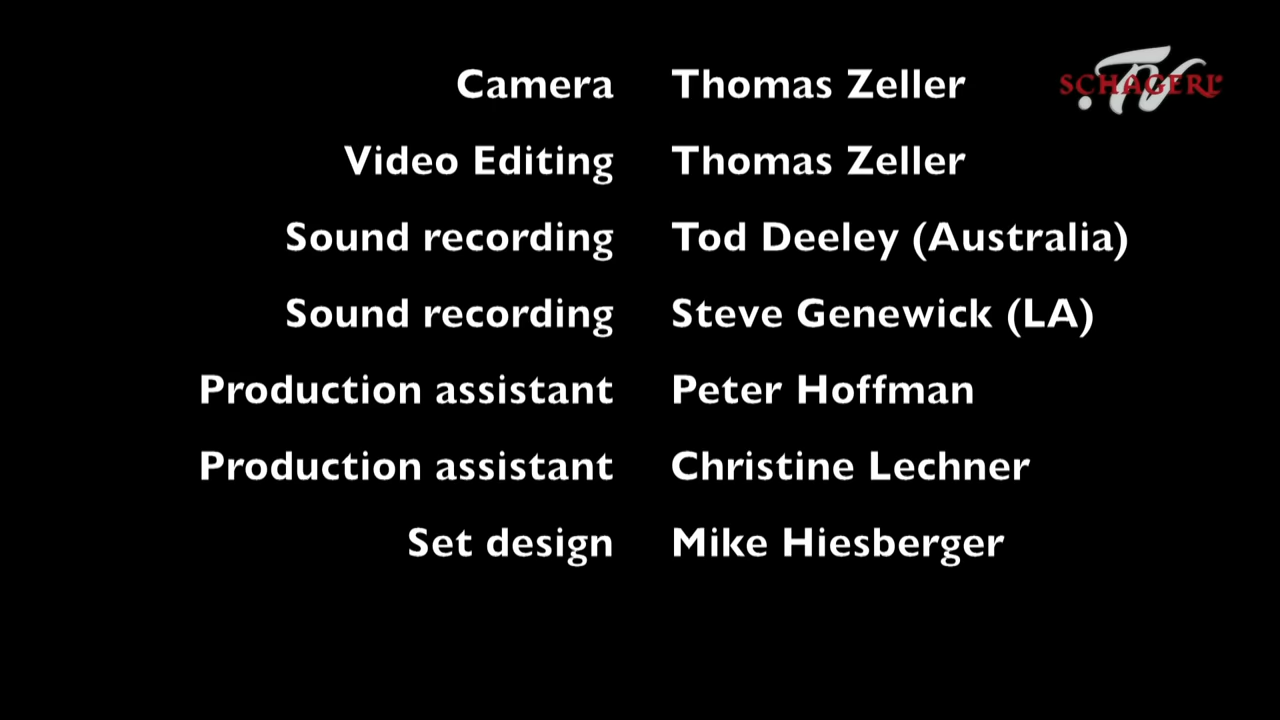 Camera Thomas Zeller
SCHAGERL
.TV
Video Editing Thomas Zeller
Sound recording Tod Deeley (Australia)
Sound recording Steve Genewick (LA)
Production assistant Peter Hoffman
Production assistant Christine Lechner
Set design Mike Hiesberger